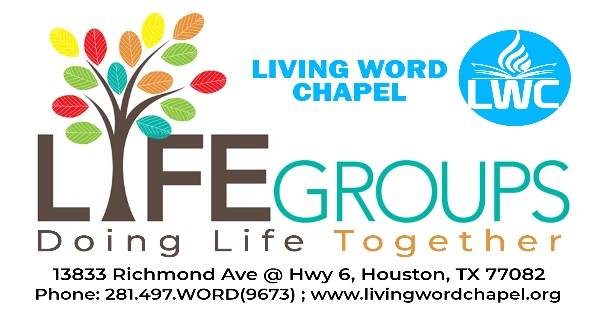 LIVING WORD
CHAPEL
LWC
LIFEGROUPS
Doing Life Together
13833 Richmond Ave @ Hwy 6, Houston, TX 77082
Phone: 281.497.WORD(9673) ; www.livingwordchapel.org